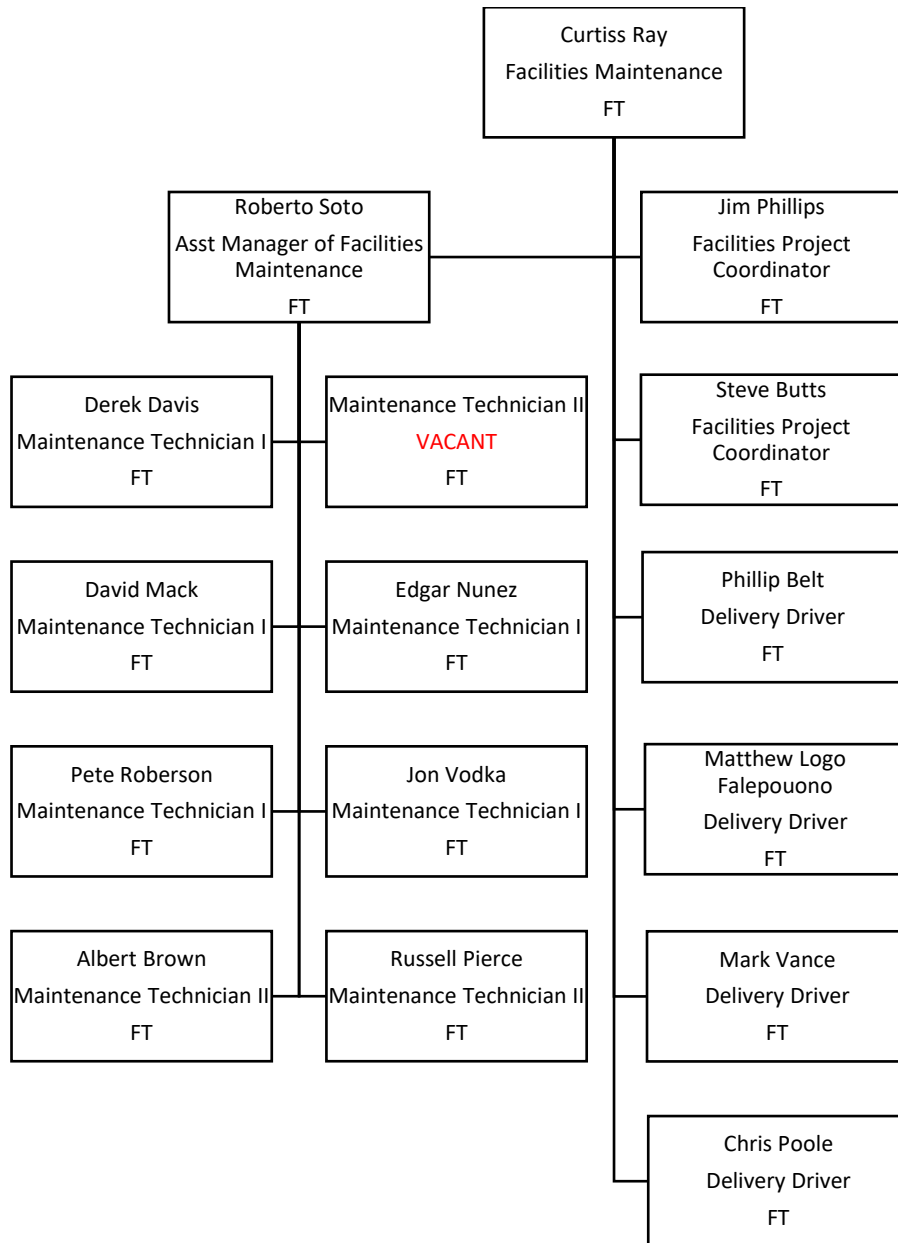 Curtiss Ray
Facilities Maintenance
FT
Roberto Soto
Asst Manager of Facilities
Maintenance
FT
Jim Phillips
Facilities Project
Coordinator
FT
Derek Davis
Maintenance Technician I
FT
Maintenance Technician II
VACANT
FT
Steve Butts
Facilities Project
Coordinator
FT
David Mack
Maintenance Technician I
FT
Edgar Nunez
Maintenance Technician I
FT
Phillip Belt
Delivery Driver
FT
Pete Roberson
Maintenance Technician I
FT
Jon Vodka
Maintenance Technician I
FT
Matthew Logo
Falepouono
Delivery Driver
FT
Albert Brown
Maintenance Technician II
FT
Russell Pierce
Maintenance Technician II
FT
Mark Vance
Delivery Driver
FT
Chris Poole
Delivery Driver
FT